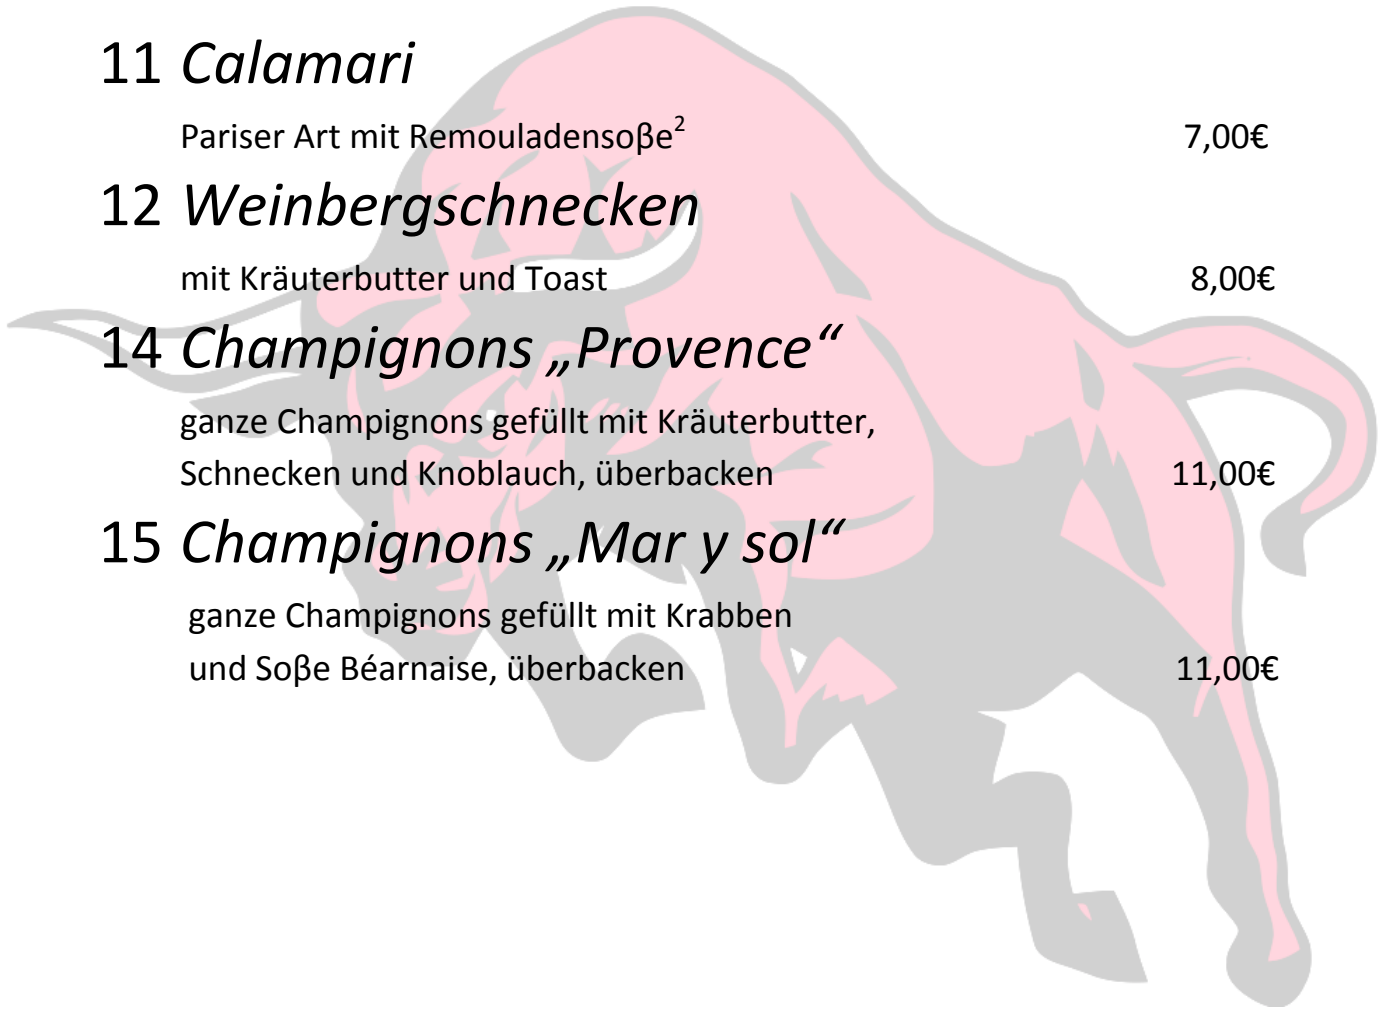 11 Calamari
Pariser Art mit Remouladensoβe² 7,00€
12 Weinbergschnecken
mit Kräuterbutter und Toast 8,00€
14 Champignons „Provence“
ganze Champignons gefüllt mit Kräuterbutter,
Schnecken und Knoblauch, überbacken 11,00€
15 Champignons „Mar y sol“
ganze Champignons gefüllt mit Krabben
und Soβe Béarnaise, überbacken 11,00€